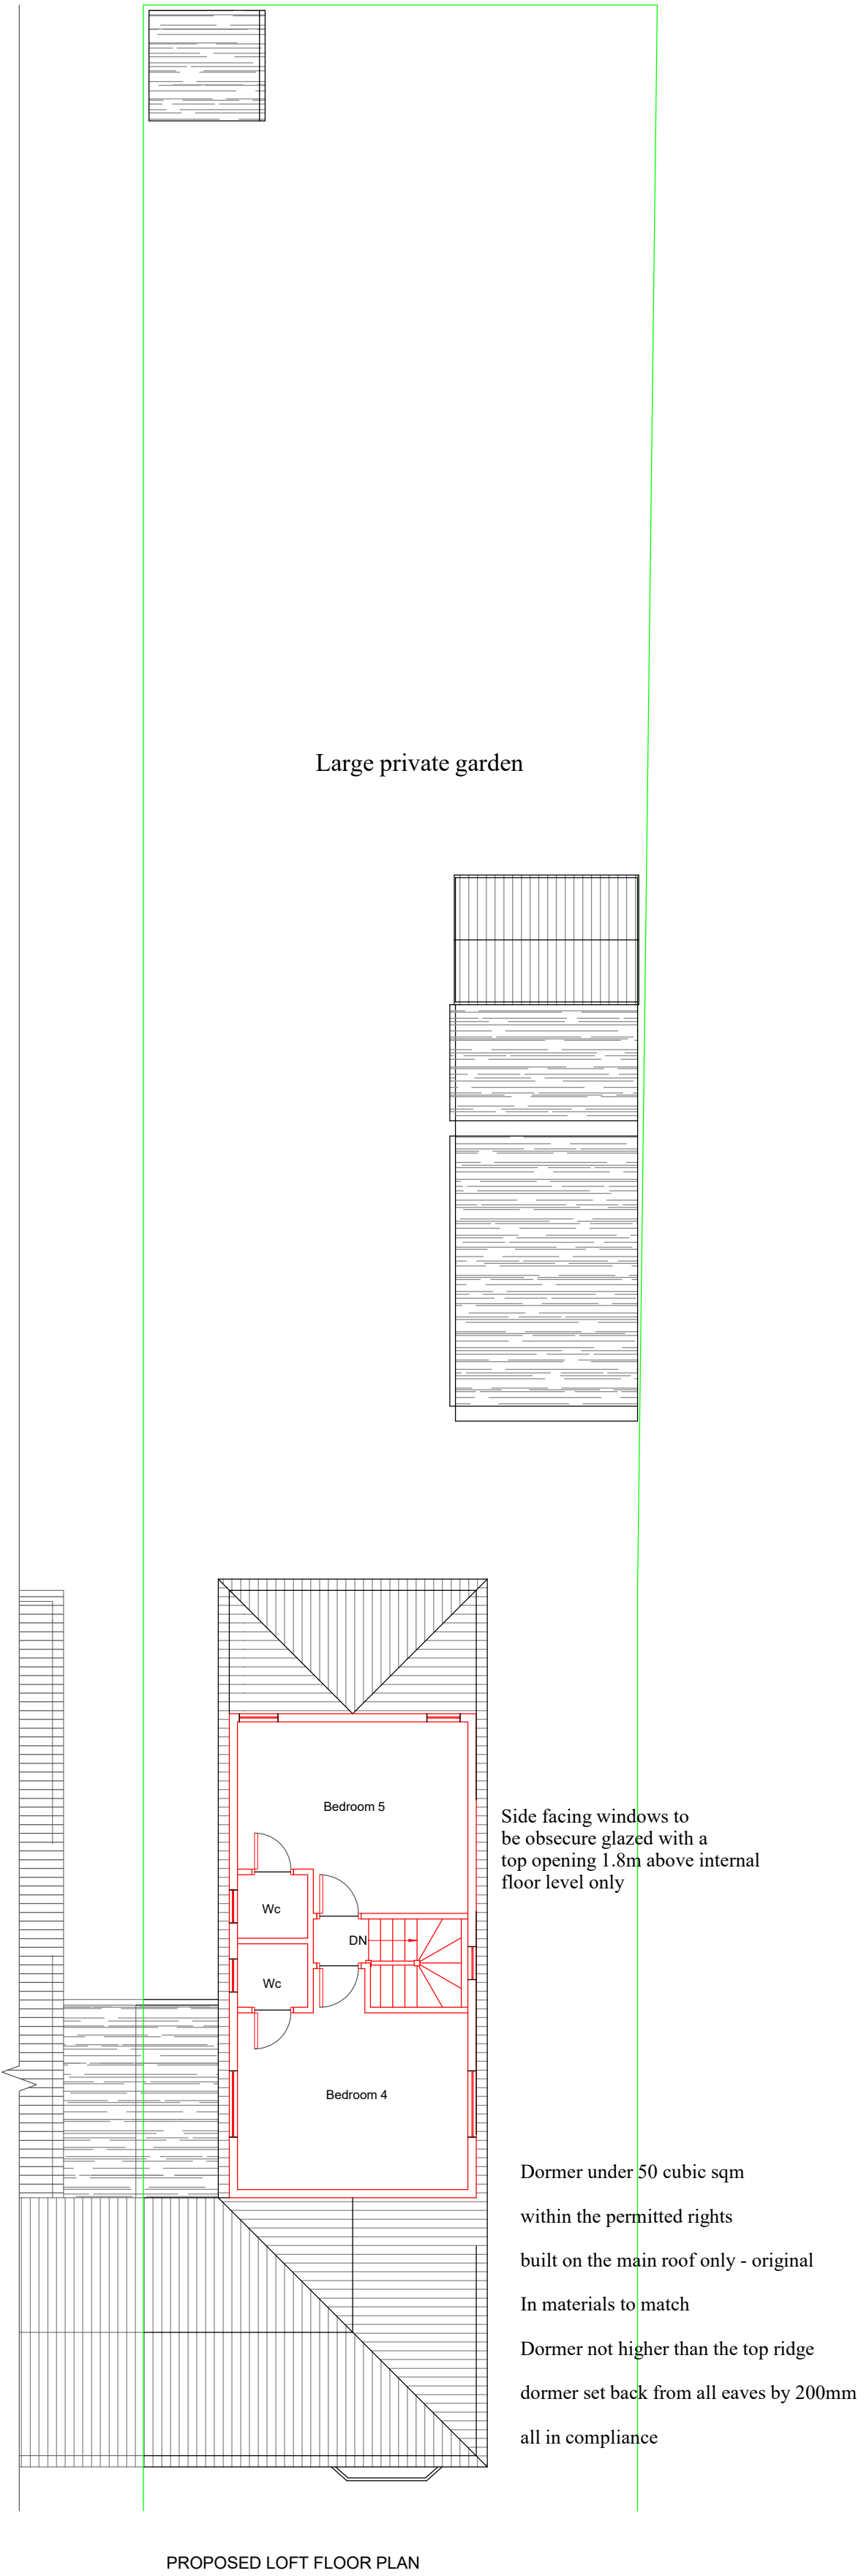 Large private garden
Bedroom 5
Side facing windows to
be obsecure glazed with a
top opening 1.8m above internal
floor level only
Wc
DN
Wc
Bedroom 4
Dormer under 50 cubic sqm
within the permitted rights
built on the main roof only - original
In materials to match
Dormer not higher than the top ridge
dormer set back from all eaves by 200mm
all in compliance
PROPOSED LOFT FLOOR PLAN